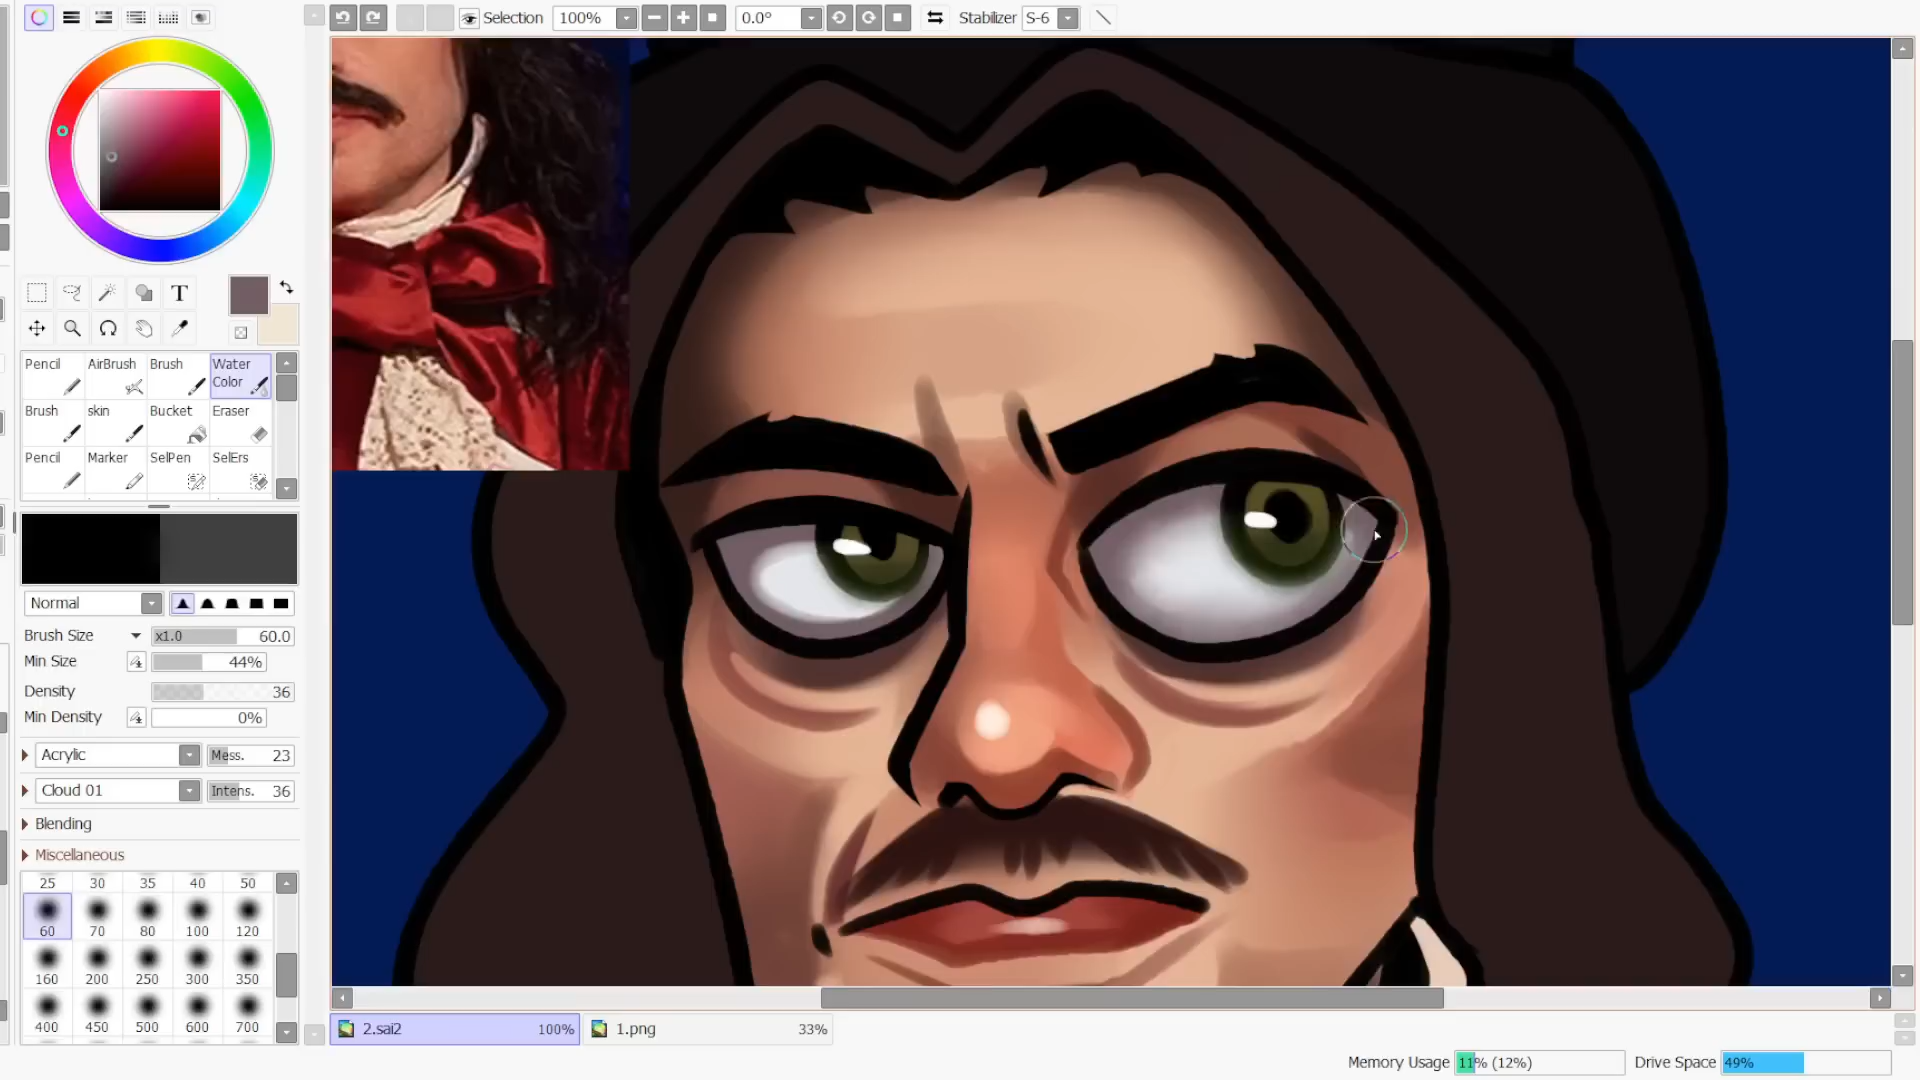 Selection 100% 0.0° Stabilizer S-6
T
Pencil AirBrush Brush Water Color
Brush skin Bucket Eraser
Pencil Marker SelPen SelErs
Normal
Brush Size x1.0 60.0
Min Size 44%
Density 36
Min Density 0%
Acrylic Mess. 23
Cloud 01 Intens. 36
Blending
Miscellaneous
25 30 35 40 50
60 70 80 100 120
160 200 250 300 350
400 450 500 600 700
2.sai2 100% 1.png 33%
Memory Usage 11% (12%) Drive Space 49%